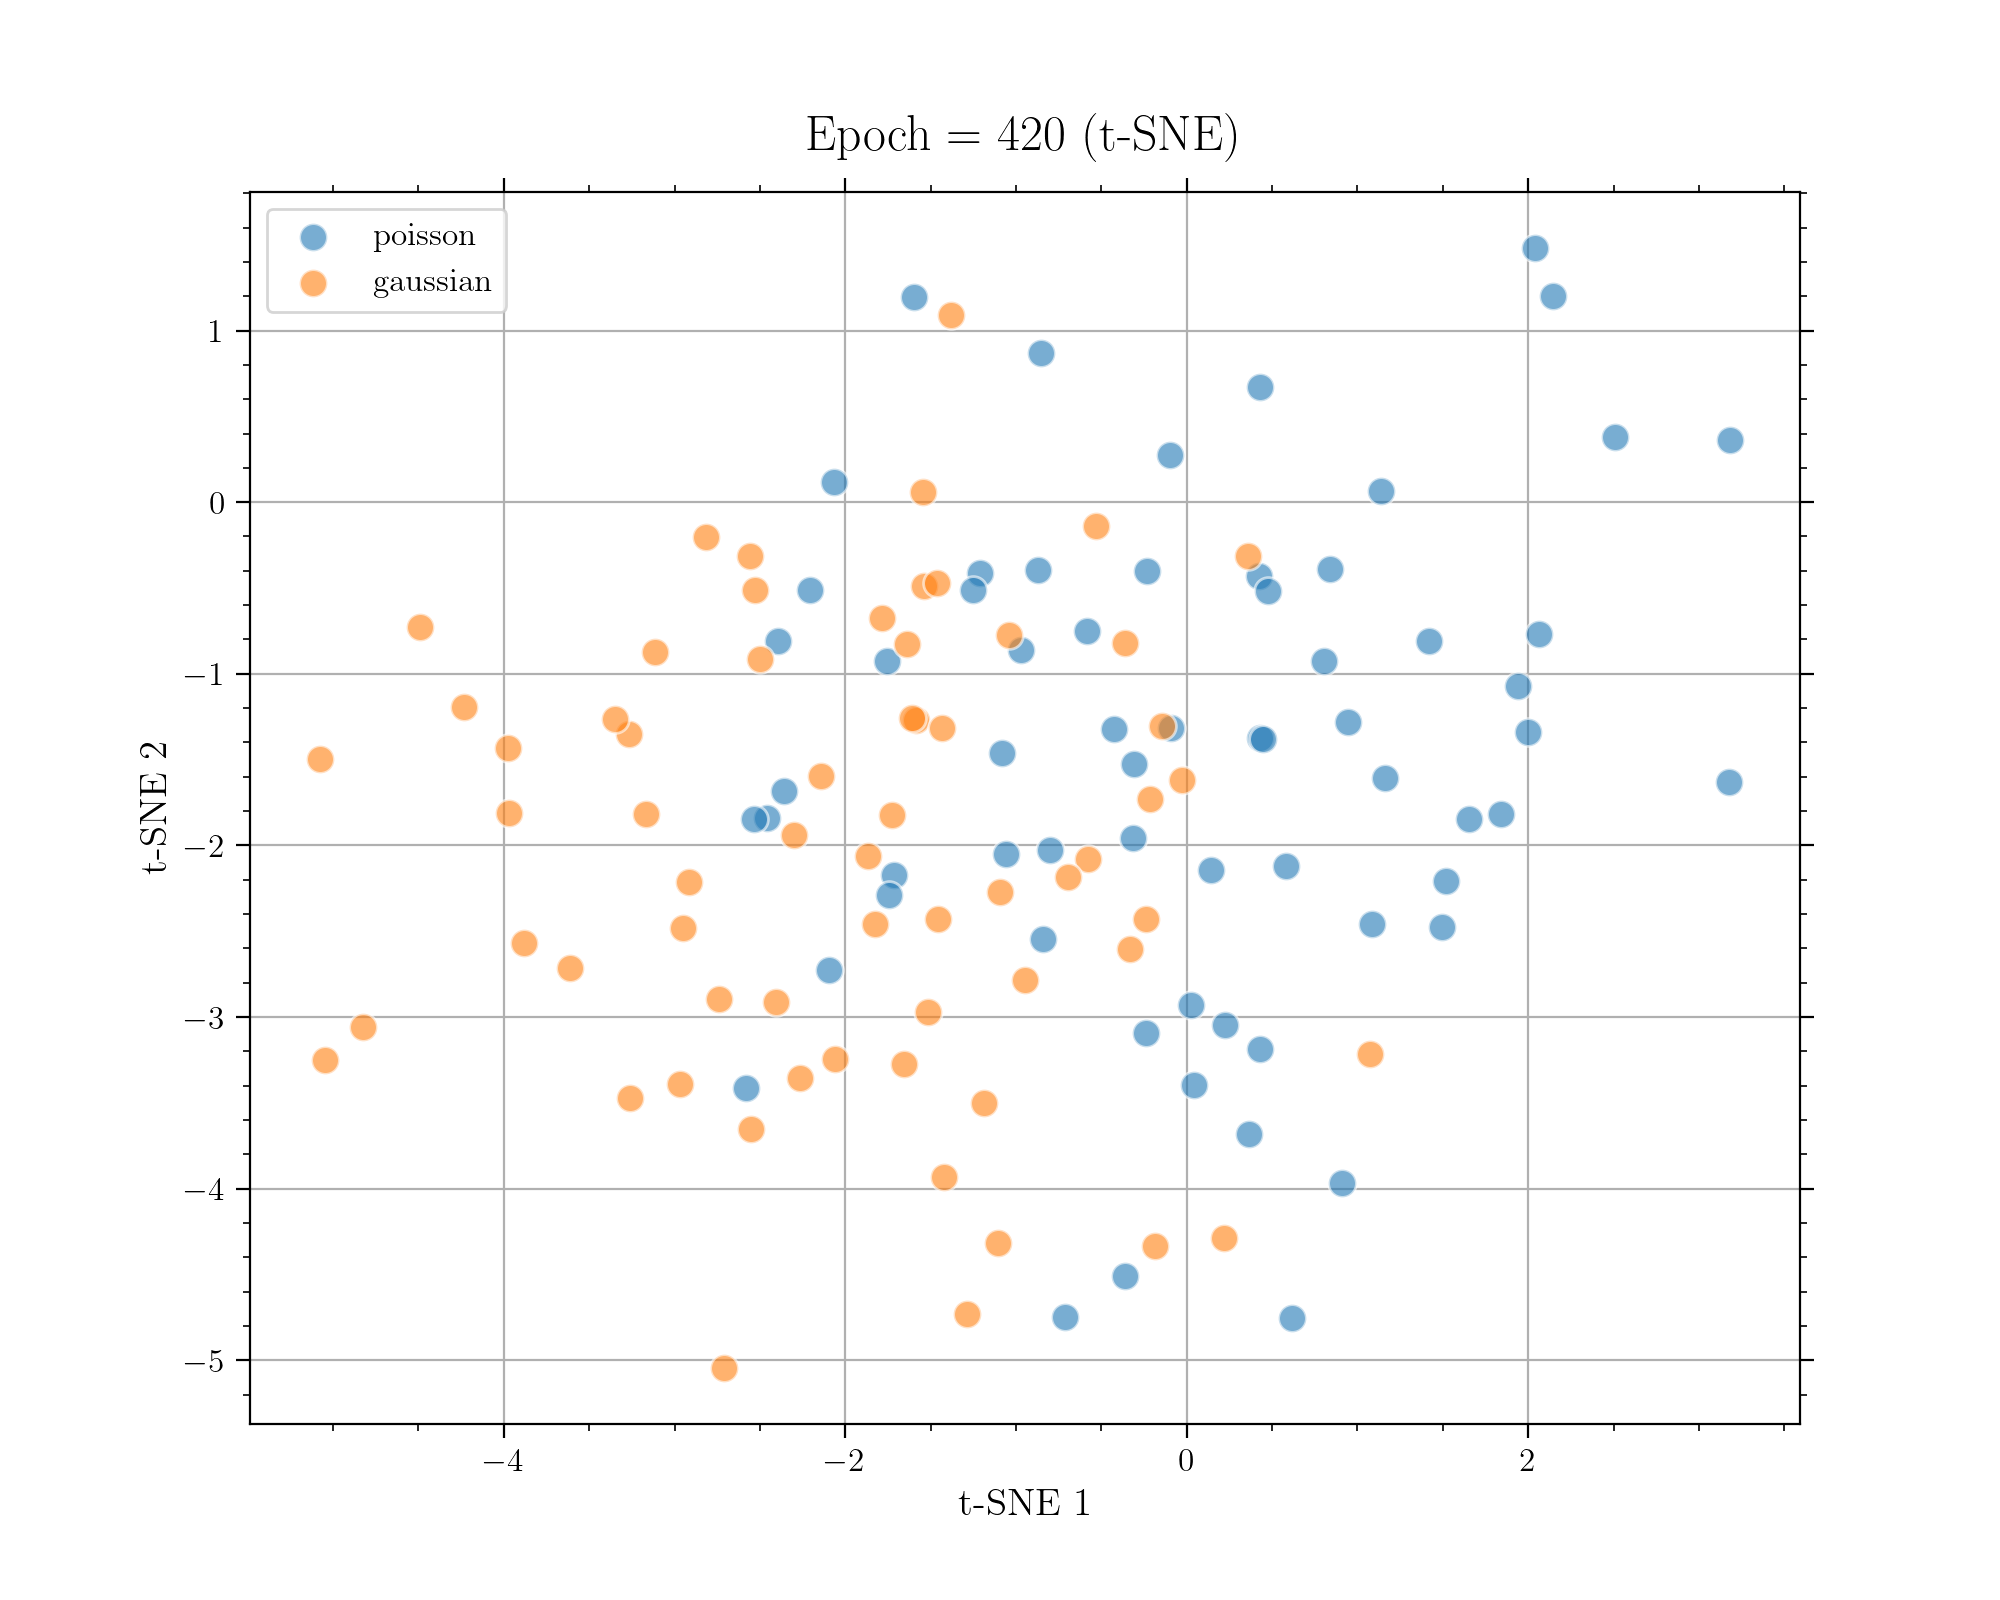 Epoch = 420 (t-SNE)
poisson
gaussian
1
0
−1
−2
−3
−4
−5
t-SNE 2
−4
−2
0
2
t-SNE 1